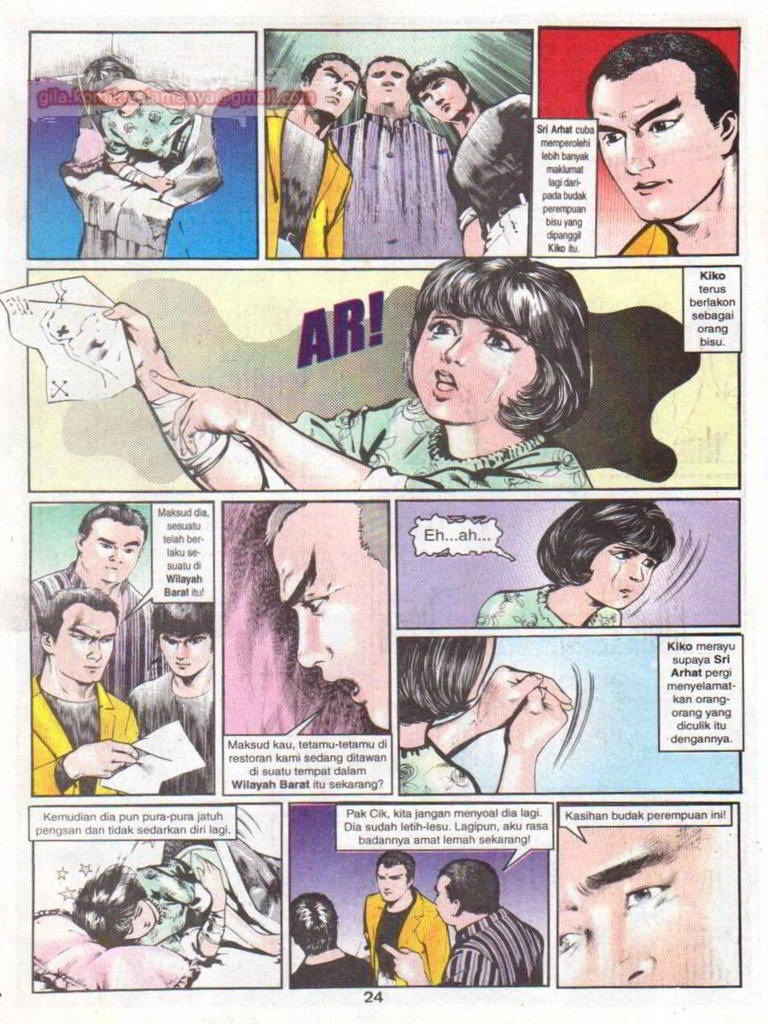 gila.komik
@gmail.com
Sri Arhat cuba
memperolehi
lebih banyak
maklumat
lagi dari-
pada budak
perempuan
bisu yang
dipanggil
Kiko itu.
AR!
Kiko
terus
berlakon
sebagai
orang
bisu.
Maksud dia,
sesuatu
telah ber-
laku se-
suatu di
Wilayah
Barat itu!
Maksud kau, tetamu-tetamu di
restoran kami sedang ditawan
di suatu tempat dalam
Wilayah Barat itu sekarang?
Eh...ah...
Kiko merayu
supaya Sri
Arhat pergi
menyelamat-
kan orang-
orang yang
diculik itu
dengannya.
Kemudian dia pun pura-pura jatuh
pengsan dan tidak sedarkan diri lagi.
Pak Cik, kita jangan menyoal dia lagi.
Dia sudah letih-lesu. Lagipun, aku rasa
badannya amat lemah sekarang!
Kasihan budak perempuan ini!
24